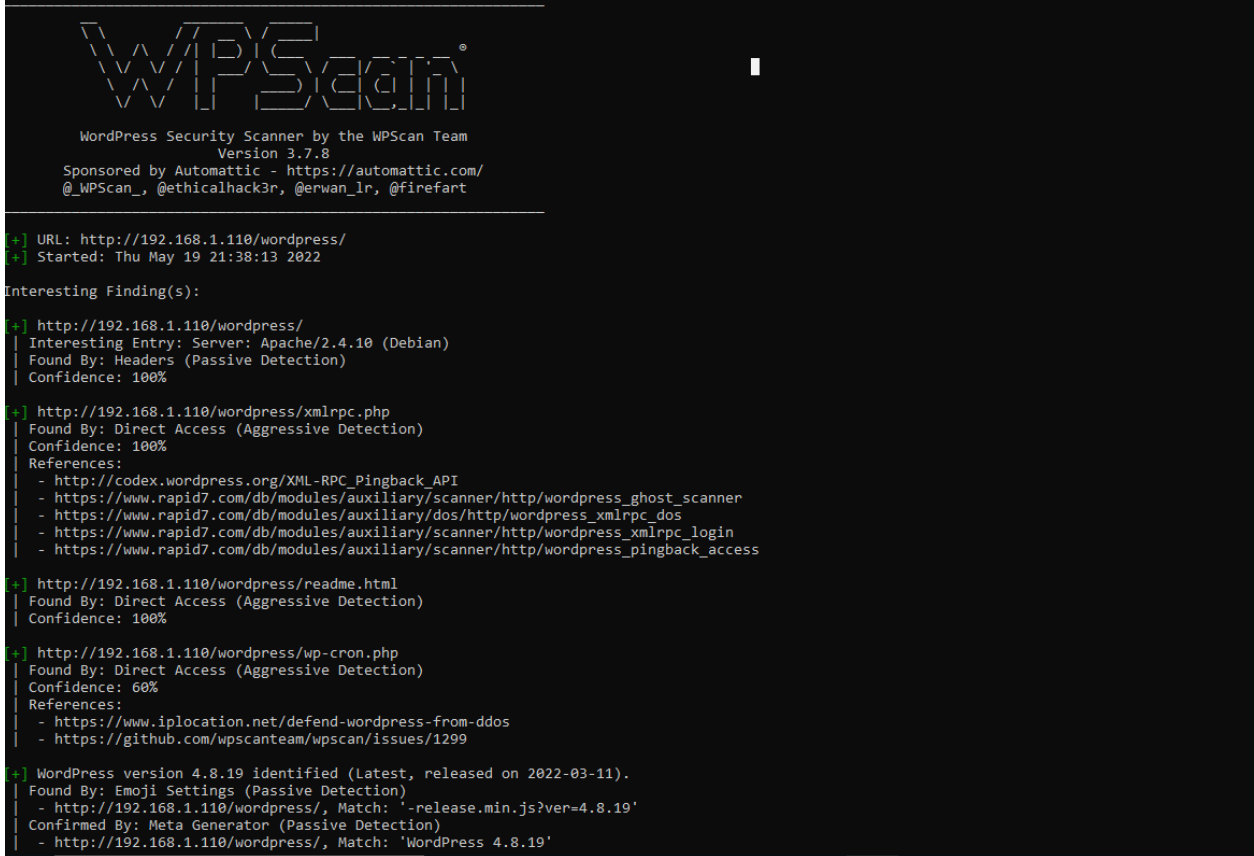 WPScan ®
WordPress Security Scanner by the WPScan Team
Version 3.7.8
Sponsored by Automattic - https://automattic.com/
@_WPScan_, @ethicalhack3r, @erwan_lr, @firefart
[+] URL: http://192.168.1.110/wordpress/
[+] Started: Thu May 19 21:38:13 2022
Interesting Finding(s):
[+] http://192.168.1.110/wordpress/
| Interesting Entry: Server: Apache/2.4.10 (Debian)
| Found By: Headers (Passive Detection)
| Confidence: 100%
[+] http://192.168.1.110/wordpress/xmlrpc.php
| Found By: Direct Access (Aggressive Detection)
| Confidence: 100%
| References:
|  - http://codex.wordpress.org/XML-RPC_Pingback_API
|  - https://www.rapid7.com/db/modules/auxiliary/scanner/http/wordpress_ghost_scanner
|  - https://www.rapid7.com/db/modules/auxiliary/dos/http/wordpress_xmlrpc_dos
|  - https://www.rapid7.com/db/modules/auxiliary/scanner/http/wordpress_xmlrpc_login
|  - https://www.rapid7.com/db/modules/auxiliary/scanner/http/wordpress_pingback_access
[+] http://192.168.1.110/wordpress/readme.html
| Found By: Direct Access (Aggressive Detection)
| Confidence: 100%
[+] http://192.168.1.110/wordpress/wp-cron.php
| Found By: Direct Access (Aggressive Detection)
| Confidence: 60%
| References:
|  - https://www.iplocation.net/defend-wordpress-from-ddos
|  - https://github.com/wpscanteam/wpscan/issues/1299
[+] WordPress version 4.8.19 identified (Latest, released on 2022-03-11).
| Found By: Emoji Settings (Passive Detection)
|  - http://192.168.1.110/wordpress/, Match: '-release.min.js?ver=4.8.19'
| Confirmed By: Meta Generator (Passive Detection)
|  - http://192.168.1.110/wordpress/, Match: 'WordPress 4.8.19'